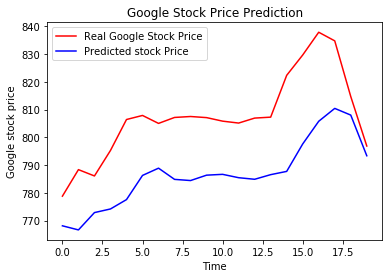 Google Stock Price Prediction
Real Google Stock Price
Predicted stock Price
Google stock price
840
830
820
810
800
790
780
770
0.0 2.5 5.0 7.5 10.0 12.5 15.0 17.5
Time